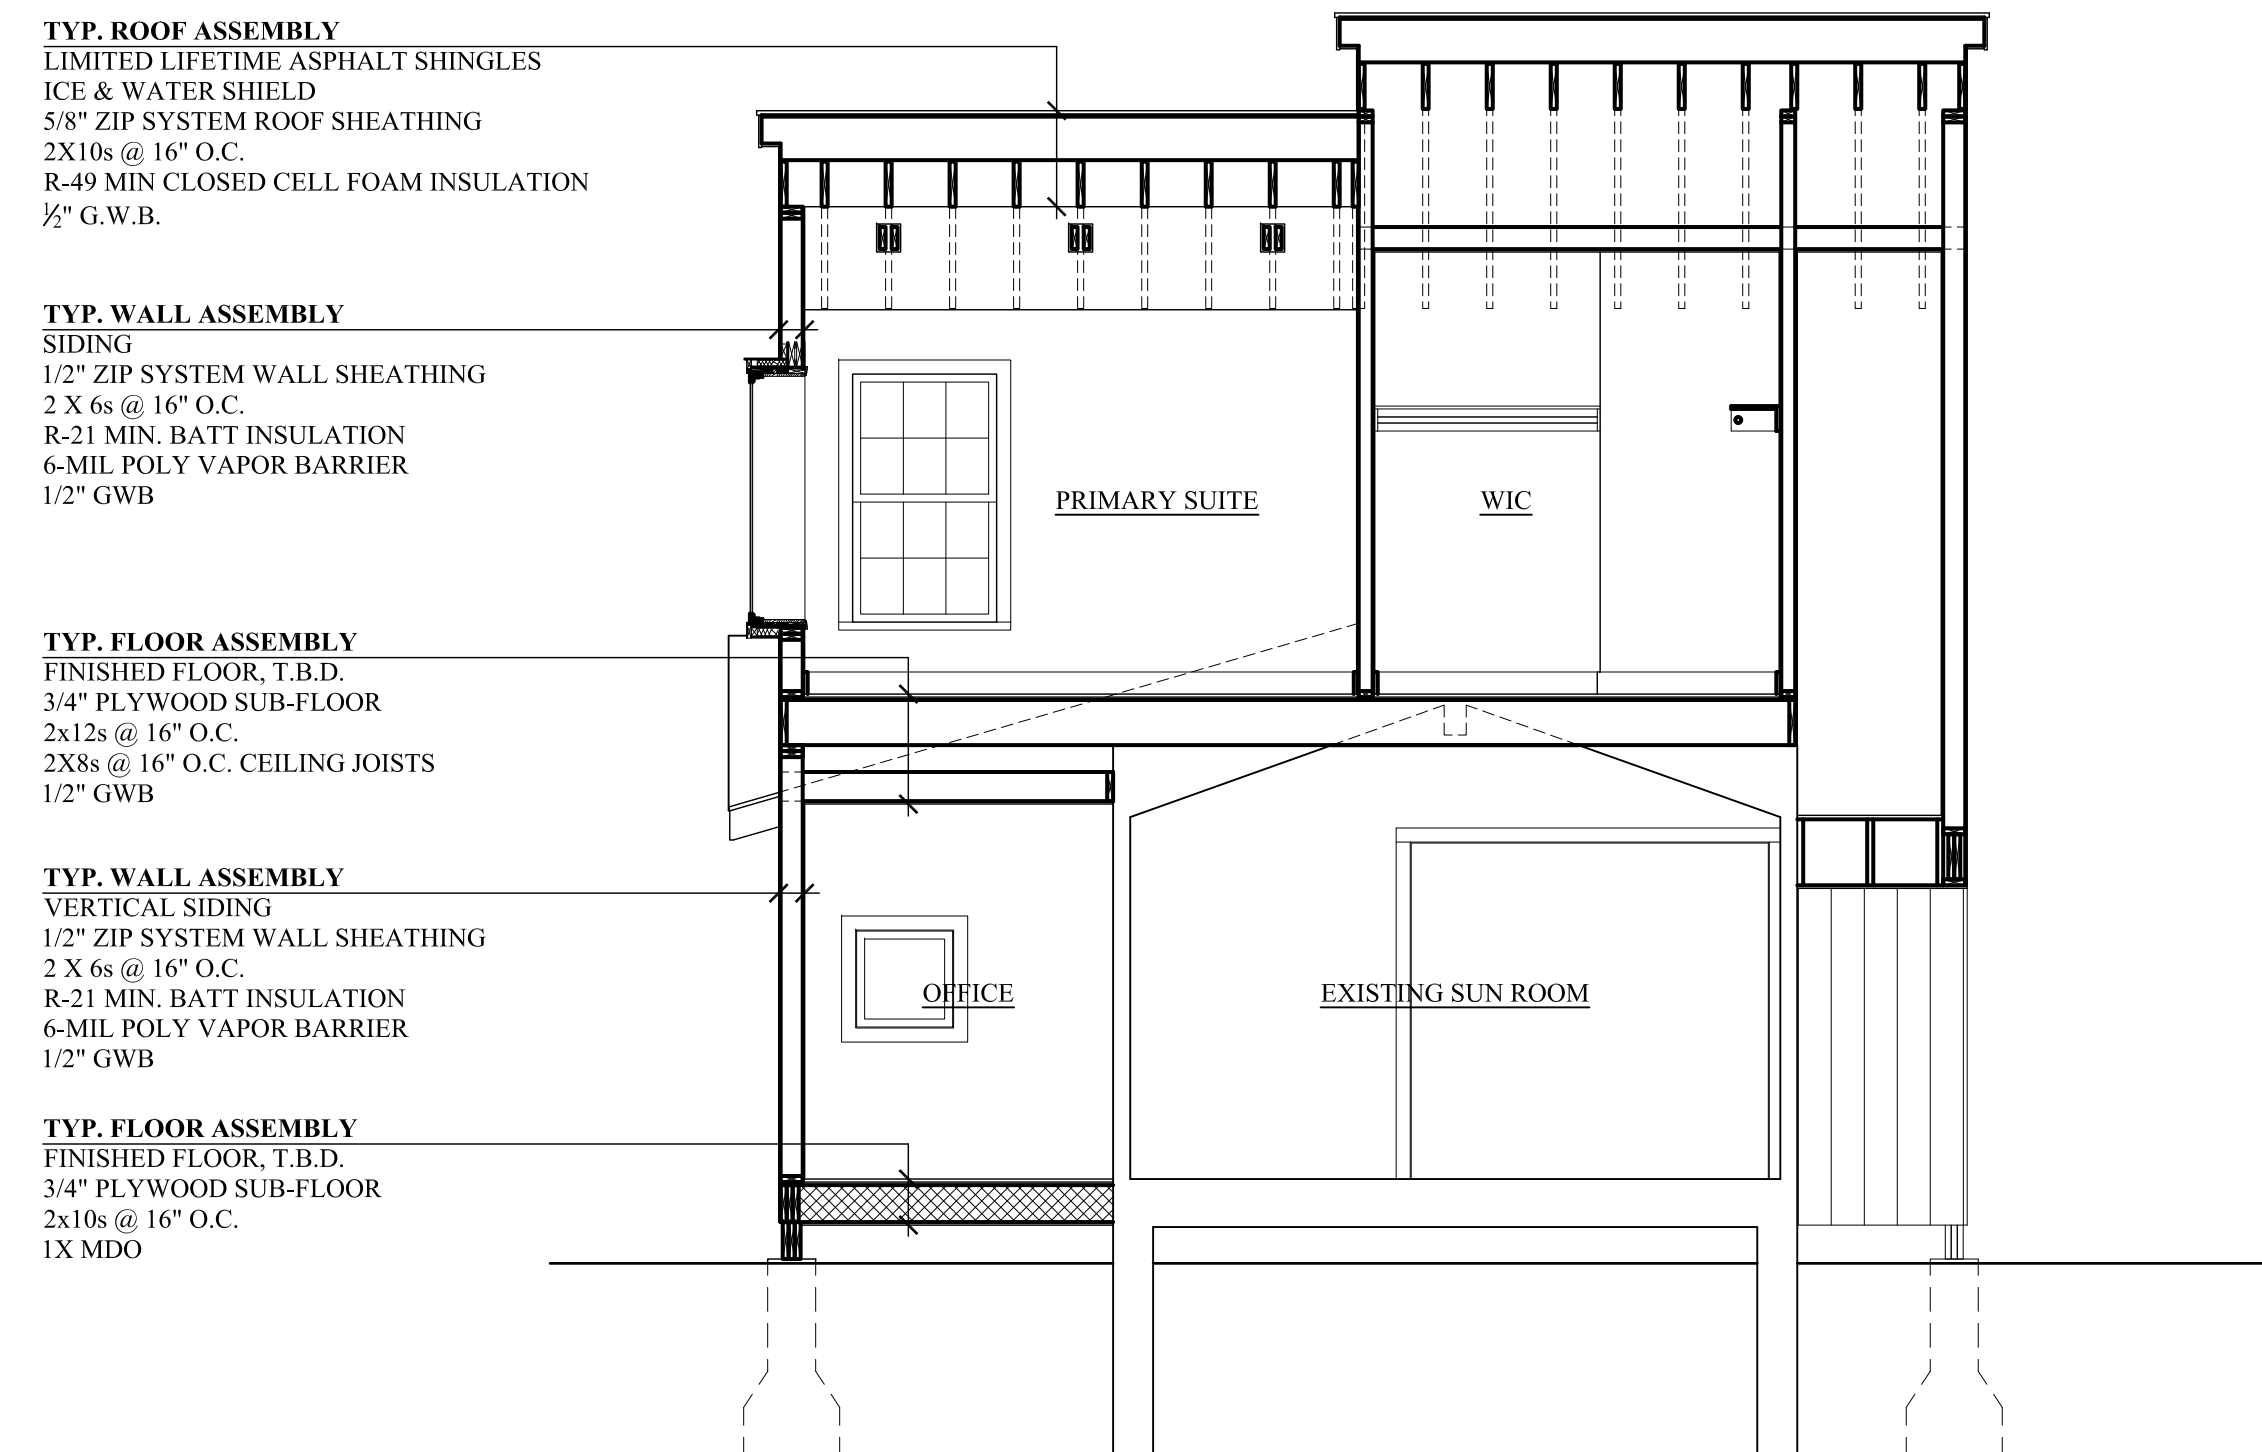 TYP. ROOF ASSEMBLY
LIMITED LIFETIME ASPHALT SHINGLES
ICE & WATER SHIELD
5/8" ZIP SYSTEM ROOF SHEATHING
2X10s @ 16" O.C.
R-49 MIN CLOSED CELL FOAM INSULATION
½" G.W.B.
TYP. WALL ASSEMBLY
SIDING
1/2" ZIP SYSTEM WALL SHEATHING
2 X 6s @ 16" O.C.
R-21 MIN. BATT INSULATION
6-MIL POLY VAPOR BARRIER
1/2" GWB
PRIMARY SUITE
WIC
TYP. FLOOR ASSEMBLY
FINISHED FLOOR, T.B.D.
3/4" PLYWOOD SUB-FLOOR
2x12s @ 16" O.C.
2X8s @ 16" O.C. CEILING JOISTS
1/2" GWB
TYP. WALL ASSEMBLY
VERTICAL SIDING
1/2" ZIP SYSTEM WALL SHEATHING
2 X 6s @ 16" O.C.
R-21 MIN. BATT INSULATION
6-MIL POLY VAPOR BARRIER
1/2" GWB
OFFICE
EXISTING SUN ROOM
TYP. FLOOR ASSEMBLY
FINISHED FLOOR, T.B.D.
3/4" PLYWOOD SUB-FLOOR
2x10s @ 16" O.C.
1X MDO